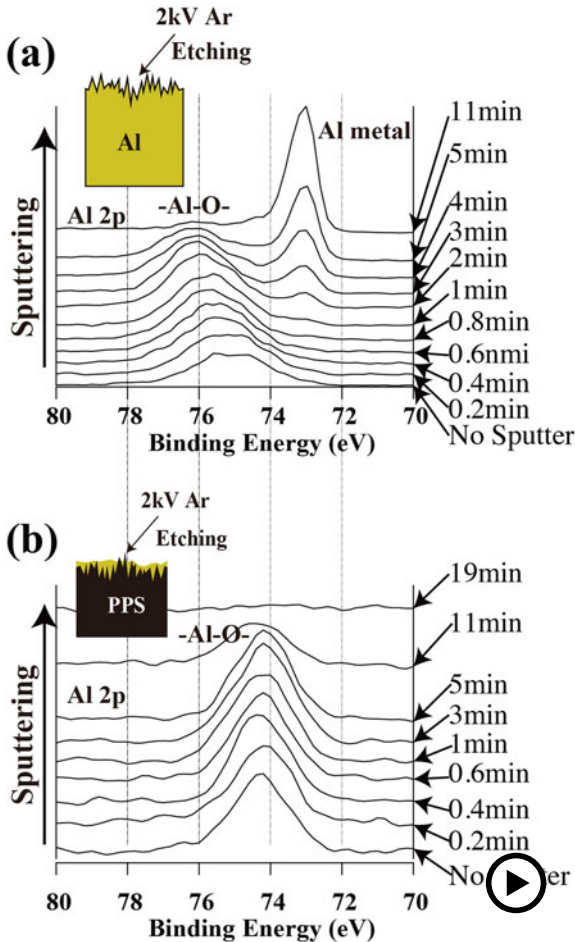 2kV Ar
Etching
(a)
Al
Al metal
Al 2p
-Al-O-
Sputtering
11min
5min
4min
3min
2min
1min
0.8min
0.6nmi
0.4min
0.2min
No Sputter
80 78 76 74 72 70
Binding Energy (eV)
2kV Ar
Etching
(b)
PPS
-Al-O-
Al 2p
Sputtering
19min
11min
5min
3min
1min
0.6min
0.4min
0.2min
No
80 78 76 74 72 70
Binding Energy (eV)